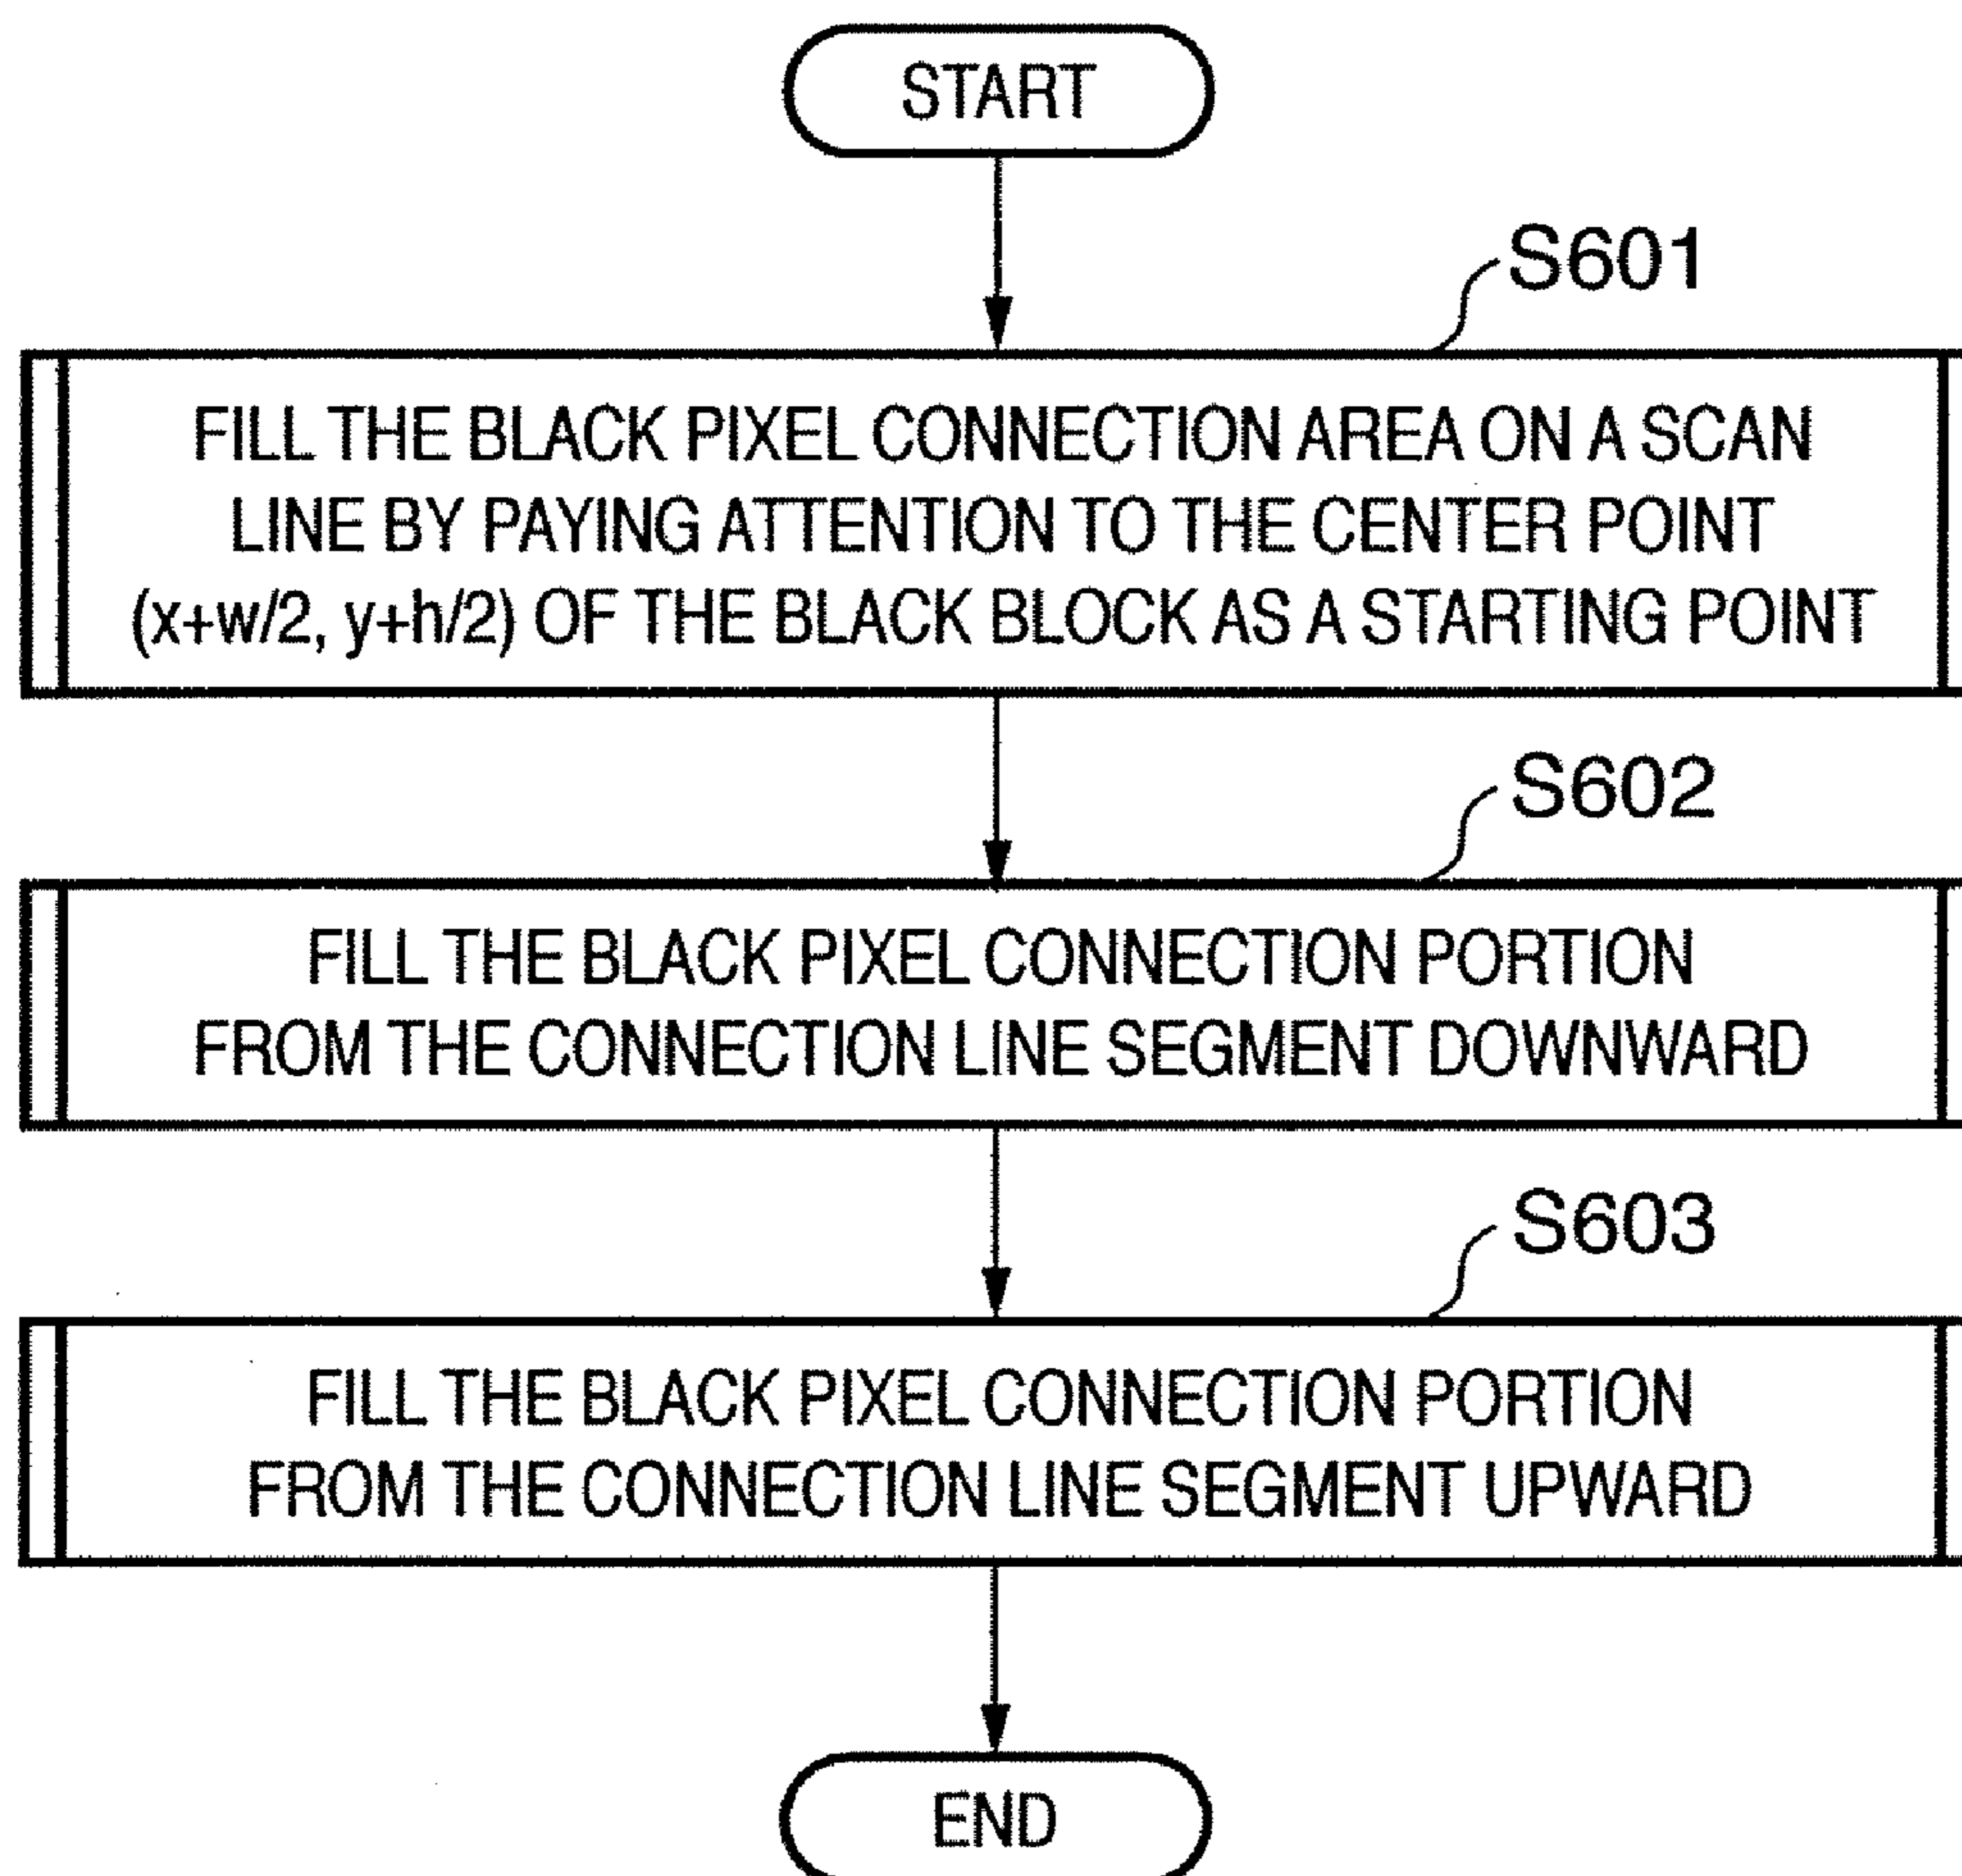 START
S601
FILL THE BLACK PIXEL CONNECTION AREA ON A SCAN
LINE BY PAYING ATTENTION TO THE CENTER POINT
(x+w/2, y+h/2) OF THE BLACK BLOCK AS A STARTING POINT
S602
FILL THE BLACK PIXEL CONNECTION PORTION
FROM THE CONNECTION LINE SEGMENT DOWNWARD
S603
FILL THE BLACK PIXEL CONNECTION PORTION
FROM THE CONNECTION LINE SEGMENT UPWARD
END